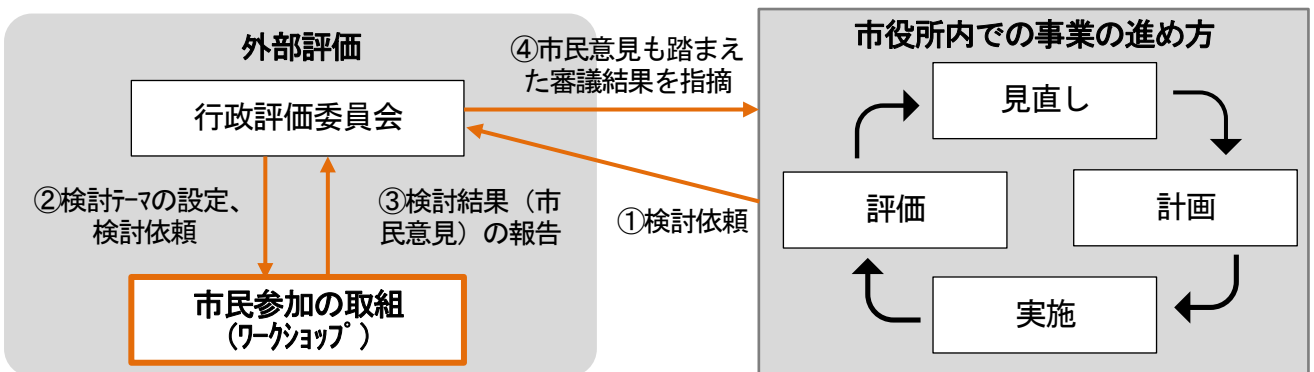 外部評価
行政評価委員会
②検討ﾃｰﾏの設定、
検討依頼
③検討結果（市
民意見）の報告
市民参加の取組
(ﾜｰｸｼｮｯﾌﾟ)
④市民意見も踏まえ
た審議結果を指摘
①検討依頼
市役所内での事業の進め方
見直し
評価
計画
実施